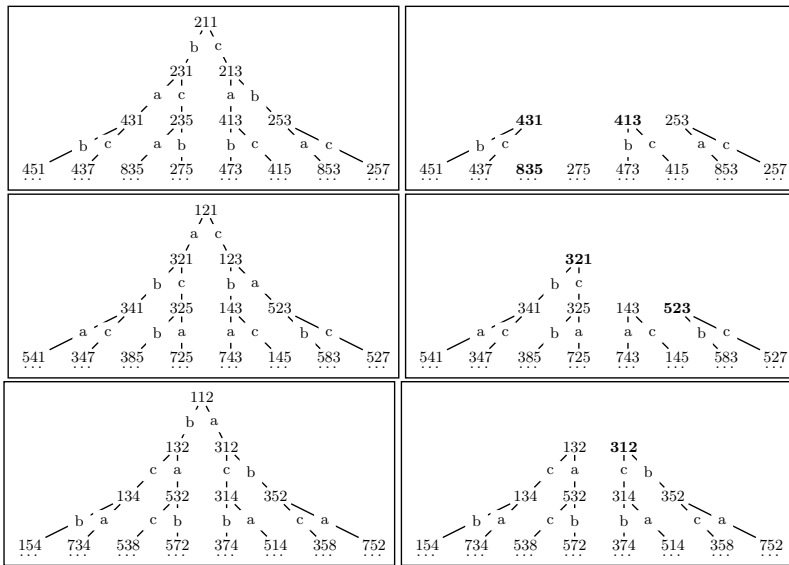 211
b c
231 213
a c a b
431 235 413 253
b c a b b c a c
451 437 835 275 473 415 853 257
... ... ... ... ... ... ... ...
431 413 253
b c b c a c
451 437 835 275 473 415 853 257
... ... ... ... ... ... ... ...
121
a c
321 123
b c b a
341 325 143 523
a c b a a c b c
541 347 385 725 743 145 583 527
... ... ... ... ... ... ... ...
321
b c
341 325 143 523
a c b a a c b c
541 347 385 725 743 145 583 527
... ... ... ... ... ... ... ...
112
b a
132 312
c a c b
134 532 314 352
b a c b b a c a
154 734 538 572 374 514 358 752
... ... ... ... ... ... ... ...
132 312
c a c b
134 532 314 352
b a c b b a c a
154 734 538 572 374 514 358 752
... ... ... ... ... ... ... ...